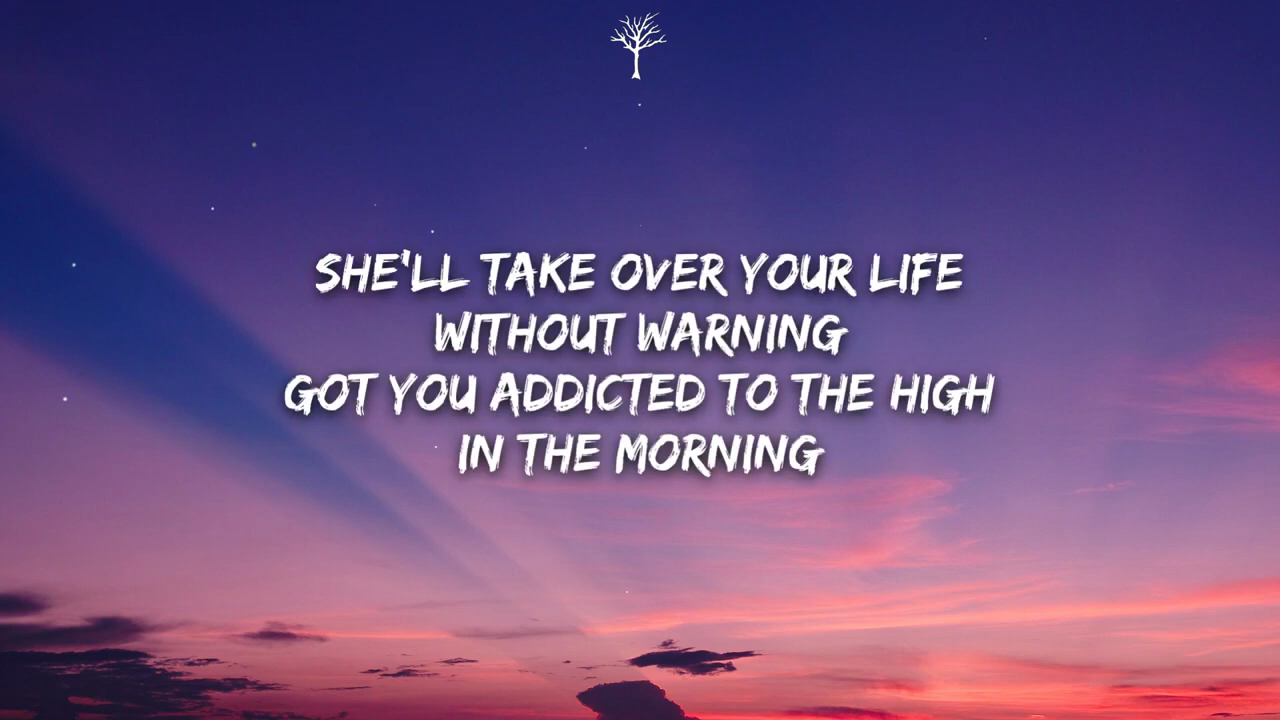 SHE'LL TAKE OVER YOUR LIFE
WITHOUT WARNING
GOT YOU ADDICTED TO THE HIGH
IN THE MORNING